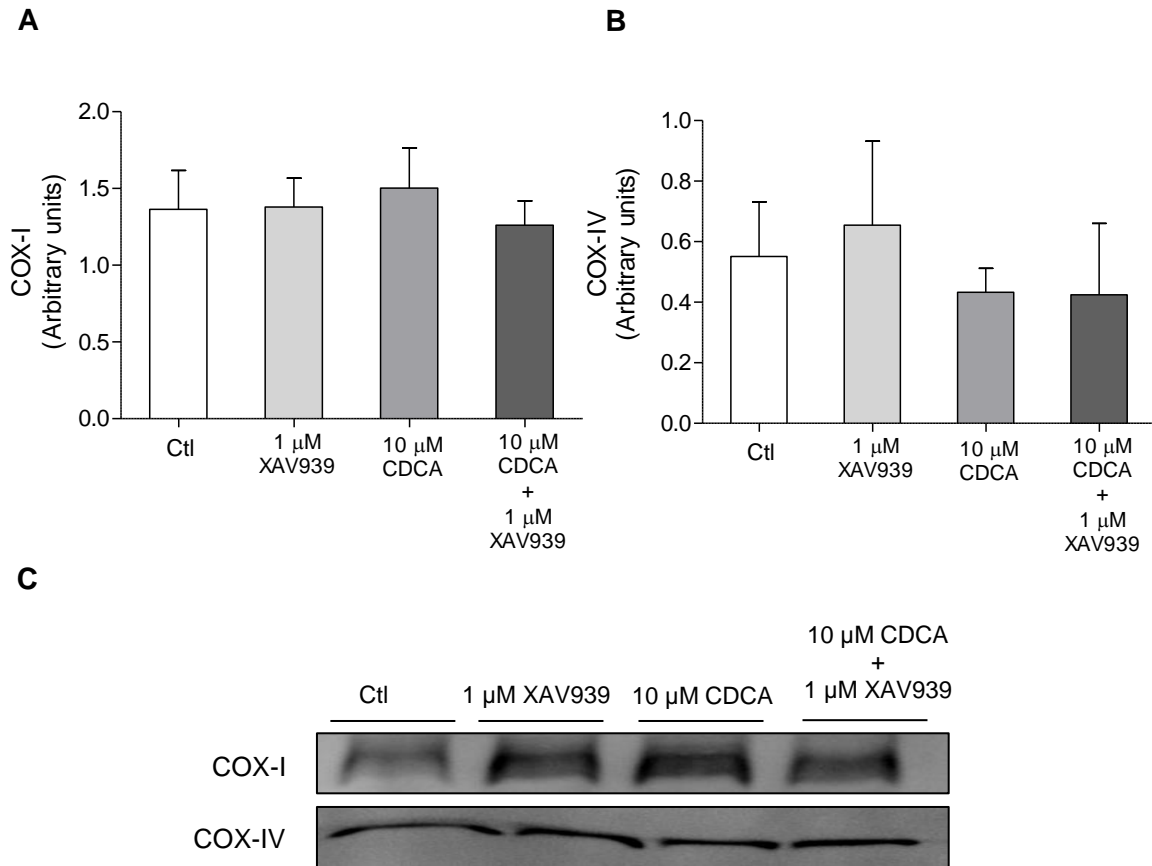 A
COX-I
(Arbitrary units)
2.0
1.5
1.0
0.5
0.0
Ctl
1 μM
XAV939
10 μM
CDCA
10 μM
CDCA
+
1 μM
XAV939
B
COX-IV
(Arbitrary units)
1.0
0.8
0.6
0.4
0.2
0.0
Ctl
1 μM
XAV939
10 μM
CDCA
10 μM
CDCA
+
1 μM
XAV939
C
Ctl
1 μM XAV939
10 μM CDCA
10 μM CDCA
+
1 μM XAV939
COX-I
COX-IV